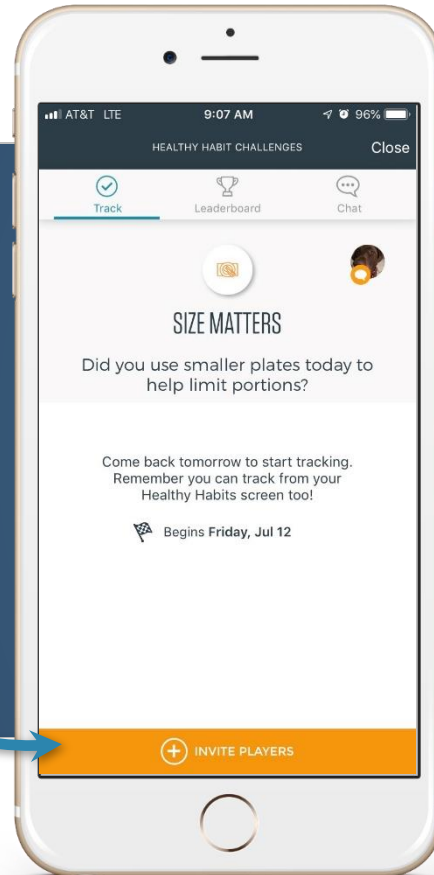 AT&T LTE 9:07 AM 96%
HEALTHY HABIT CHALLENGES Close
Track Leaderboard Chat
SIZE MATTERS
Did you use smaller plates today to
help limit portions?
Come back tomorrow to start tracking.
Remember you can track from your
Healthy Habits screen too!
Begins Friday, Jul 12
INVITE PLAYERS